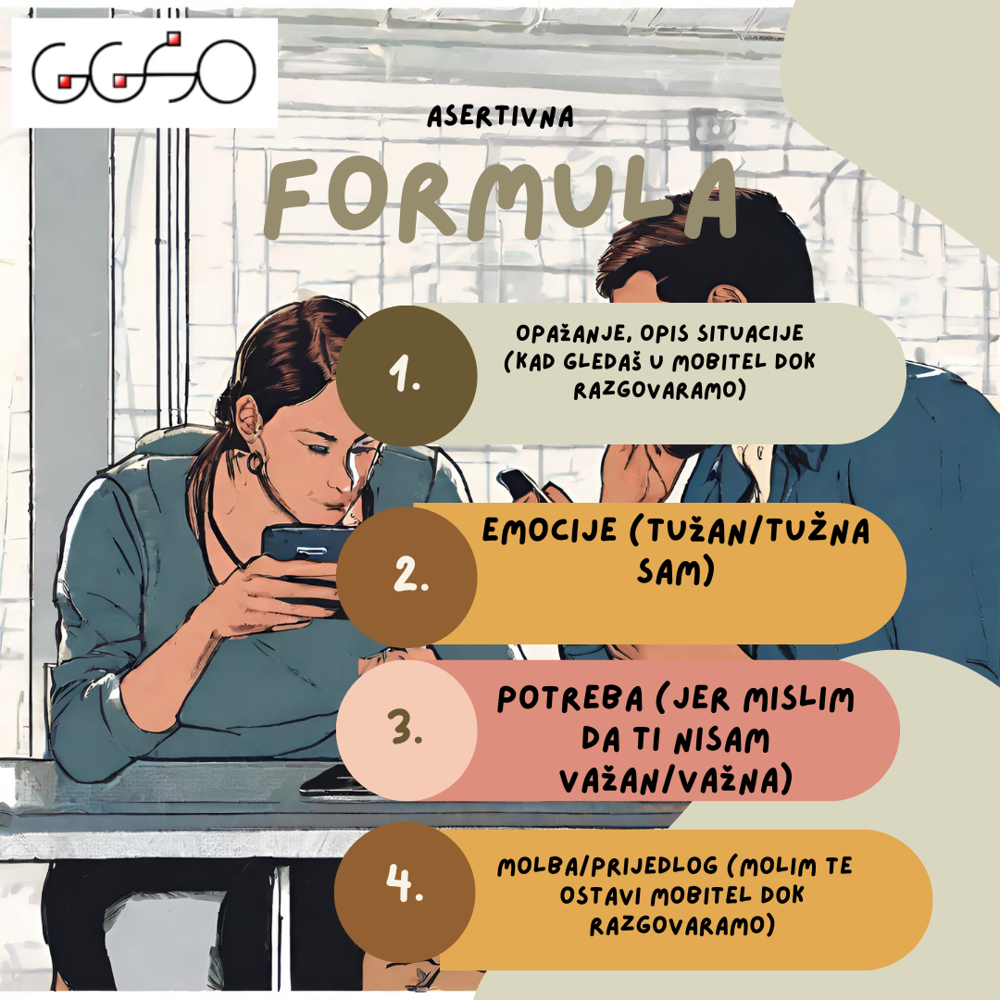 GGČO
ASERTIVNA
FORMULA
1.
OPAŽANJE, OPIS SITUACIJE
(KAD GLEDAŠ U MOBITEL DOK
RAZGOVARAMO)
2.
EMOCIJE (TUŽAN/TUŽNA
SAM)
3.
POTREBA (JER MISLIM
DA TI NISAM
VAŽAN/VAŽNA)
4.
MOLBA/PRIJEDLOG (MOLIM TE
OSTAVI MOBITEL DOK
RAZGOVARAMO)